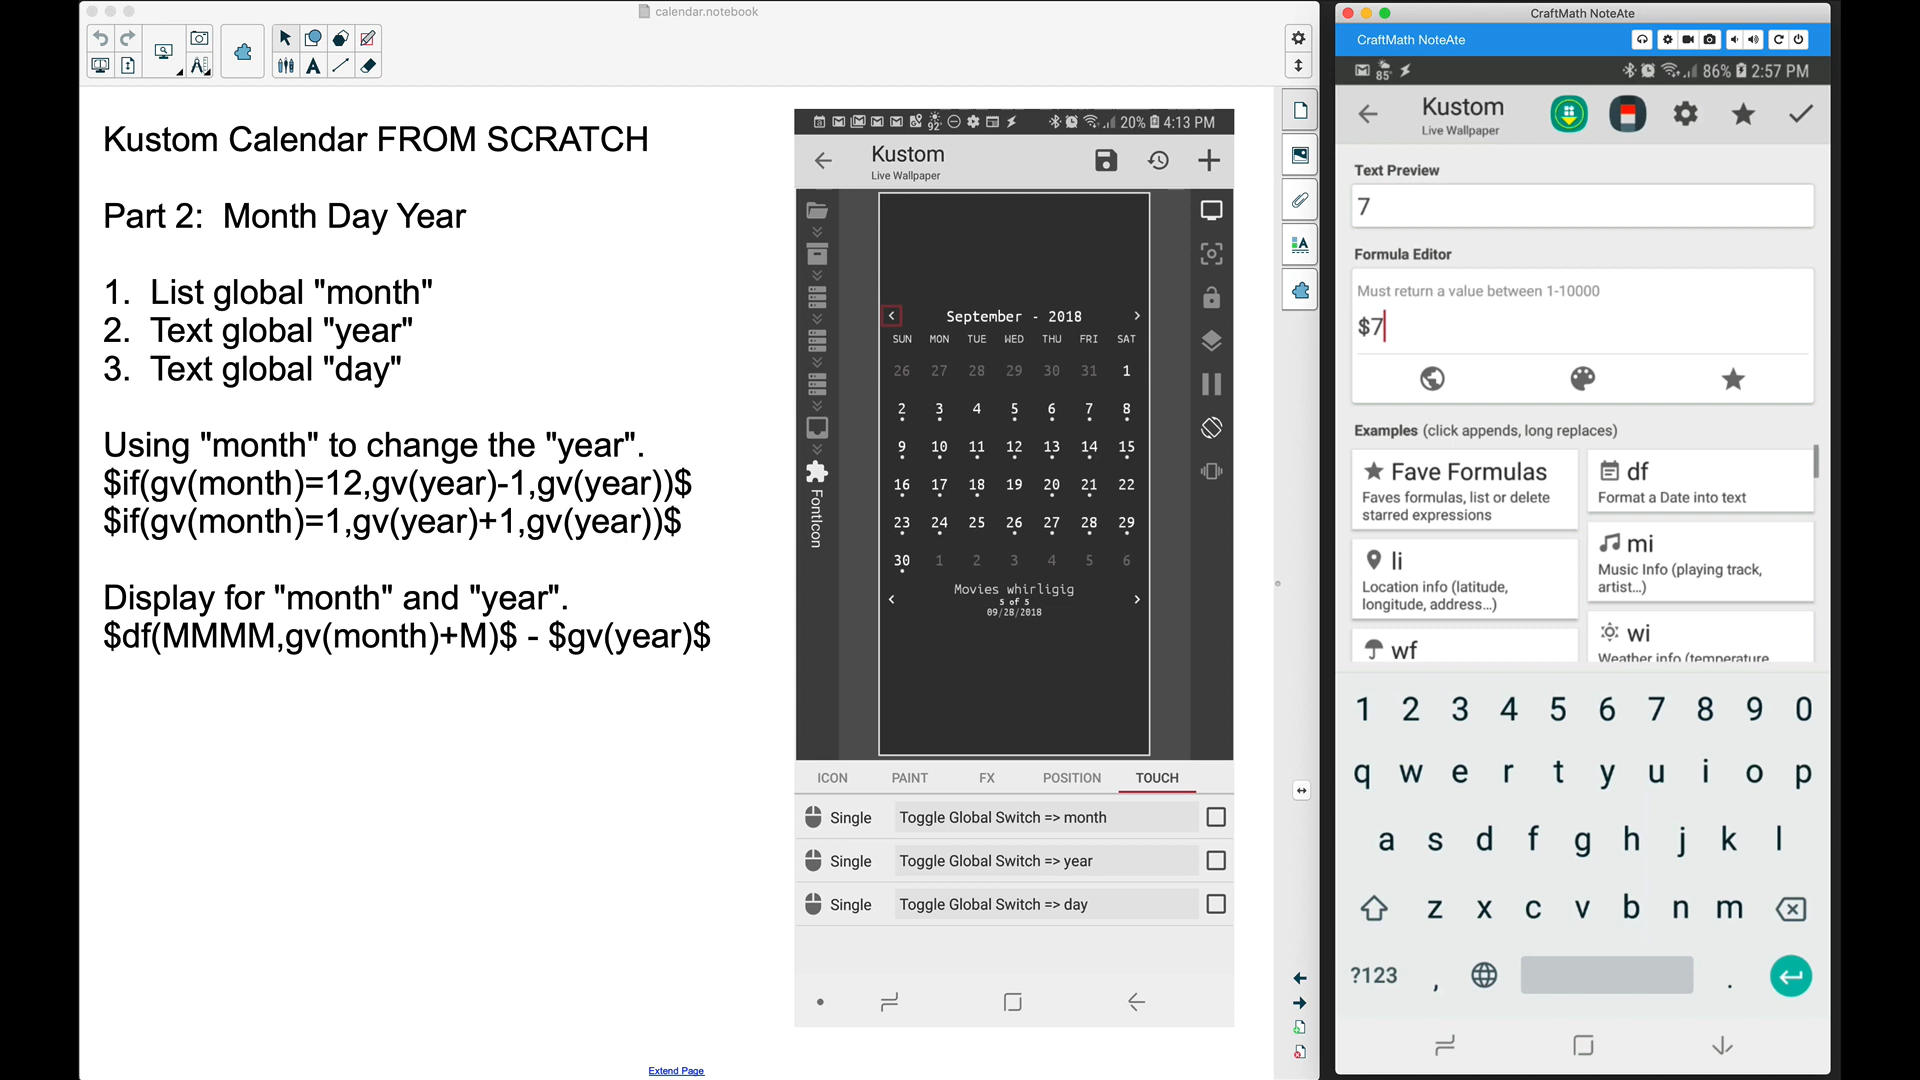 calendar.notebook
Kustom Calendar FROM SCRATCH
Part 2: Month Day Year
1. List global "month"
2. Text global "year"
3. Text global "day"
Using "month" to change the "year".
$if(gv(month)=12,gv(year)-1,gv(year))$
$if(gv(month)=1,gv(year)+1,gv(year))$
Display for "month" and "year".
$df(MMMM,gv(month)+M)$ - $gv(year)$
Extend Page
92 20% 4:13 PM
Kustom
Live Wallpaper
FontIcon
September - 2018
SUN MON TUE WED THU FRI SAT
26 27 28 29 30 31 1
2 3 4 5 6 7 8
9 10 11 12 13 14 15
16 17 18 19 20 21 22
23 24 25 26 27 28 29
30 1 2 3 4 5 6
Movies whirligig
5 of 5
09/28/2018
ICON PAINT FX POSITION TOUCH
Single Toggle Global Switch => month
Single Toggle Global Switch => year
Single Toggle Global Switch => day
CraftMath NoteAte
CraftMath NoteAte
85° 86% 2:57 PM
Kustom
Live Wallpaper
Text Preview
7
Formula Editor
Must return a value between 1-10000
$7
Examples (click appends, long replaces)
Fave Formulas
Faves formulas, list or delete
starred expressions
df
Format a Date into text
li
Location info (latitude,
longitude, address...)
mi
Music Info (playing track,
artist...)
wf
wi
Weather info (temperature
1 2 3 4 5 6 7 8 9 0
q w e r t y u i o p
a s d f g h j k l
z x c v b n m
?123 , .